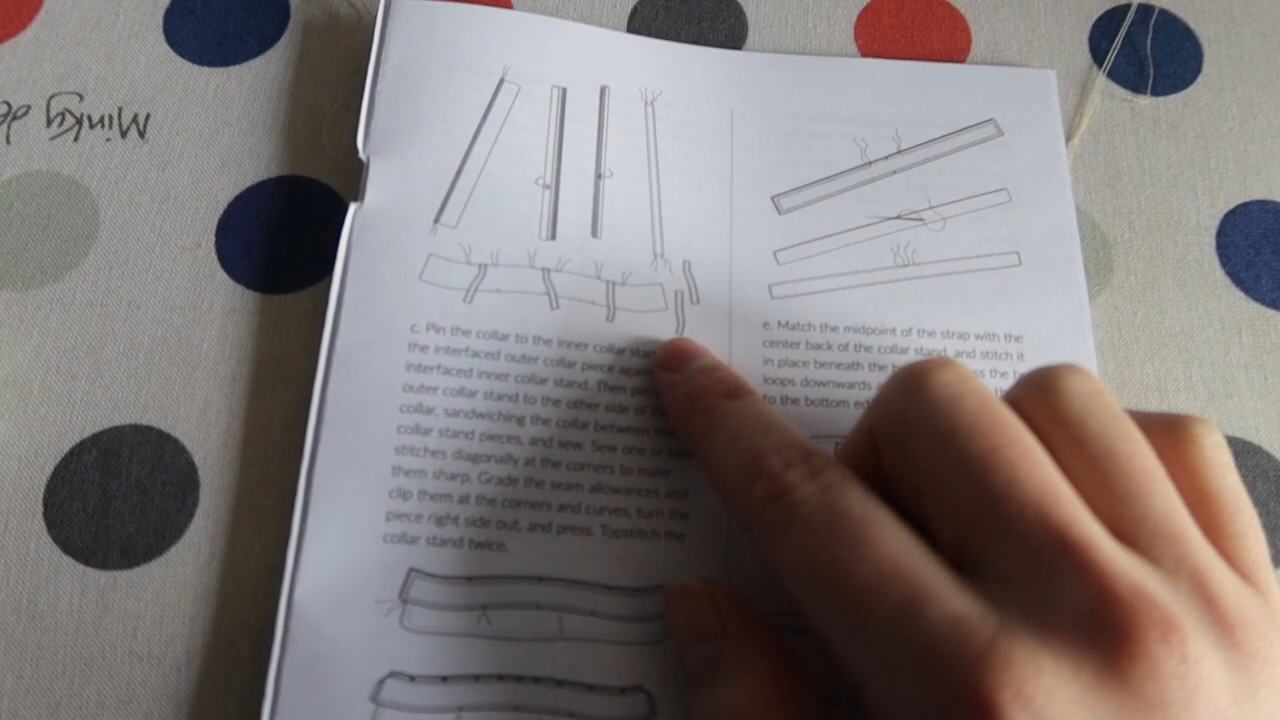 Minky de
c. Pin the collar to the inner collar stand
the interfaced outer collar piece against
interfaced inner collar stand. Then pin
outer collar stand to the other side of the
collar, sandwiching the collar between the
collar stand pieces, and sew. Sew one or two
stitches diagonally at the corners to make
them sharp. Grade the seam allowances and
clip them at the corners and curves, turn the
piece right side out, and press. Topstitch the
collar stand twice.
e. Match the midpoint of the strap with the
center back of the collar stand, and stitch it
in place beneath the
loops downwards
to the bottom